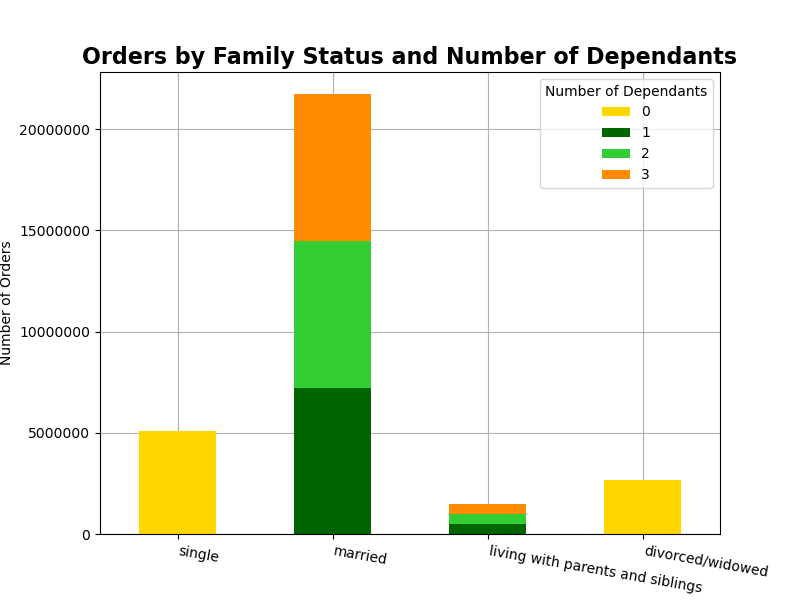 Orders by Family Status and Number of Dependants
Number of Dependants
0
1
2
3
20000000
15000000
10000000
5000000
0
Number of Orders
single
married
living with parents and siblings
divorced/widowed